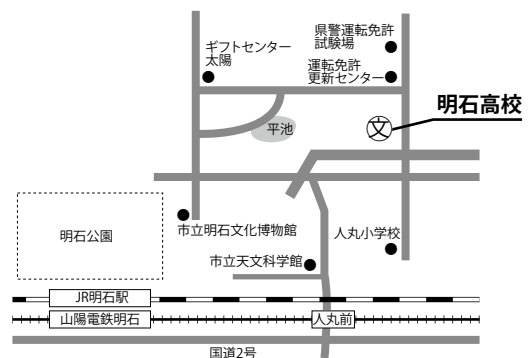 県警運転免許
試験場
ギフトセンター
太陽
運転免許
更新センター
明石高校
文
平池
市立明石文化博物館
人丸小学校
明石公園
市立天文科学館
JR明石駅
山陽電鉄明石
人丸前
国道2号